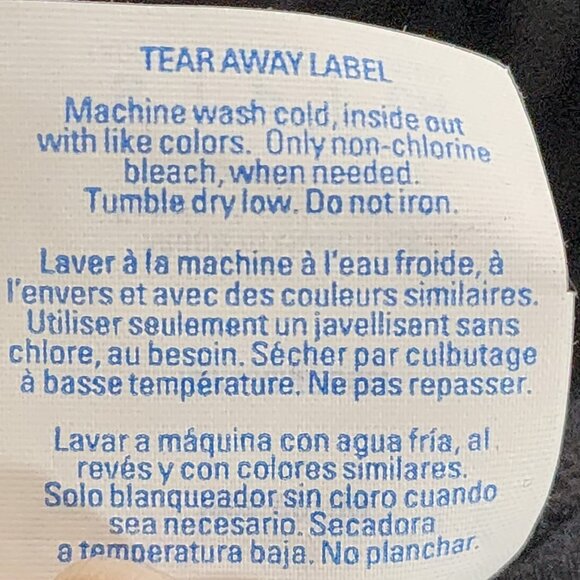 TEAR AWAY LABEL
Machine wash cold, inside out
with like colors. Only non-chlorine
bleach, when needed.
Tumble dry low. Do not iron.
Laver à la machine à l'eau froide, à
l'envers et avec des couleurs similaires.
Utiliser seulement un javellisant sans
chlore, au besoin. Sécher par culbutage
à basse température. Ne pas repasser.
Lavar a máquina con agua fría, al
revés y con colores similares.
Solo blanqueador sin cloro cuando
sea necesario. Secadora
a temperatura baja. No planchar.